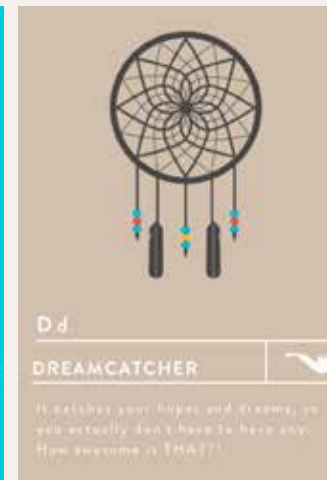 Dd
DREAMCATCHER
It catches your hopes and dreams, so
you actually don't have to have any.
How awesome is THAT?!